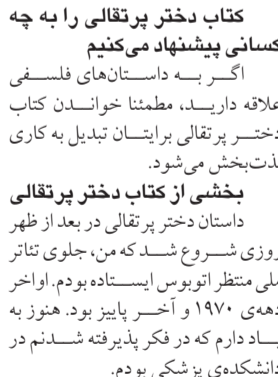 کتاب دختر پرتقالی را به چه
کسانی پیشنهاد می‌کنیم
اگر به داستان‌های فلسفی
علاقه دارید، مطمئنا خواندن کتاب
دختر پرتقالی برایتان تبدیل به کاری
لذت‌بخش می‌شود.
بخشی از کتاب دختر پرتقالی
داستان دختر پرتقالی در بعد از ظهر
روزی شروع شد که من، جلوی تئاتر
ملی منتظر اتوبوس ایستاده بودم. اواخر
دهه‌ی ۱۹۷۰ و آخر پاییز بود. هنوز به
یاد دارم که در فکر پذیرفته شدنم در
دانشکده‌ی پزشکی بودم.